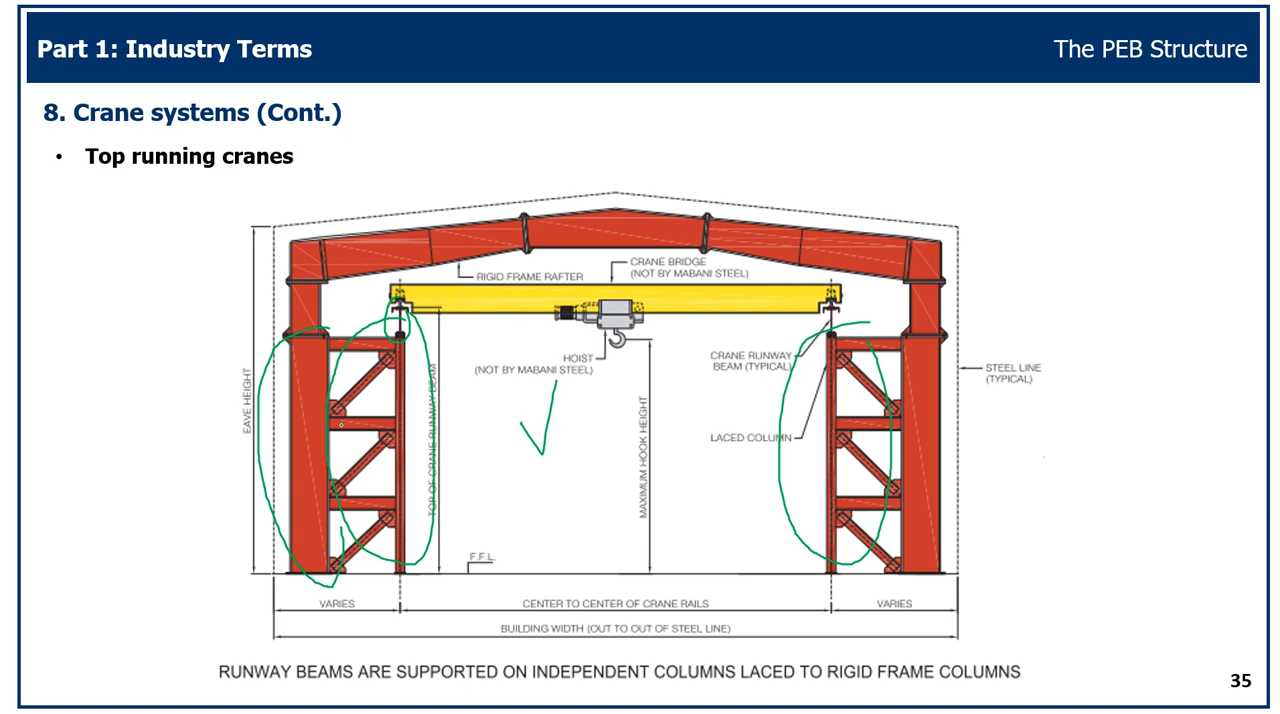 Part 1: Industry Terms
The PEB Structure
8. Crane systems (Cont.)
• Top running cranes
CRANE BRIDGE
(NOT BY MABANI STEEL)
RIGID FRAME RAFTER
HOIST
(NOT BY MABANI STEEL)
CRANE RUNWAY
BEAM (TYPICAL)
STEEL LINE
(TYPICAL)
EAVE HEIGHT
TOP OF CRANE RUNWAY BEAM
MAXIMUM HOOK HEIGHT
LACED COLUMN
F.F.L.
VARIES
CENTER TO CENTER OF CRANE RAILS
VARIES
BUILDING WIDTH (OUT TO OUT OF STEEL LINE)
RUNWAY BEAMS ARE SUPPORTED ON INDEPENDENT COLUMNS LACED TO RIGID FRAME COLUMNS
35